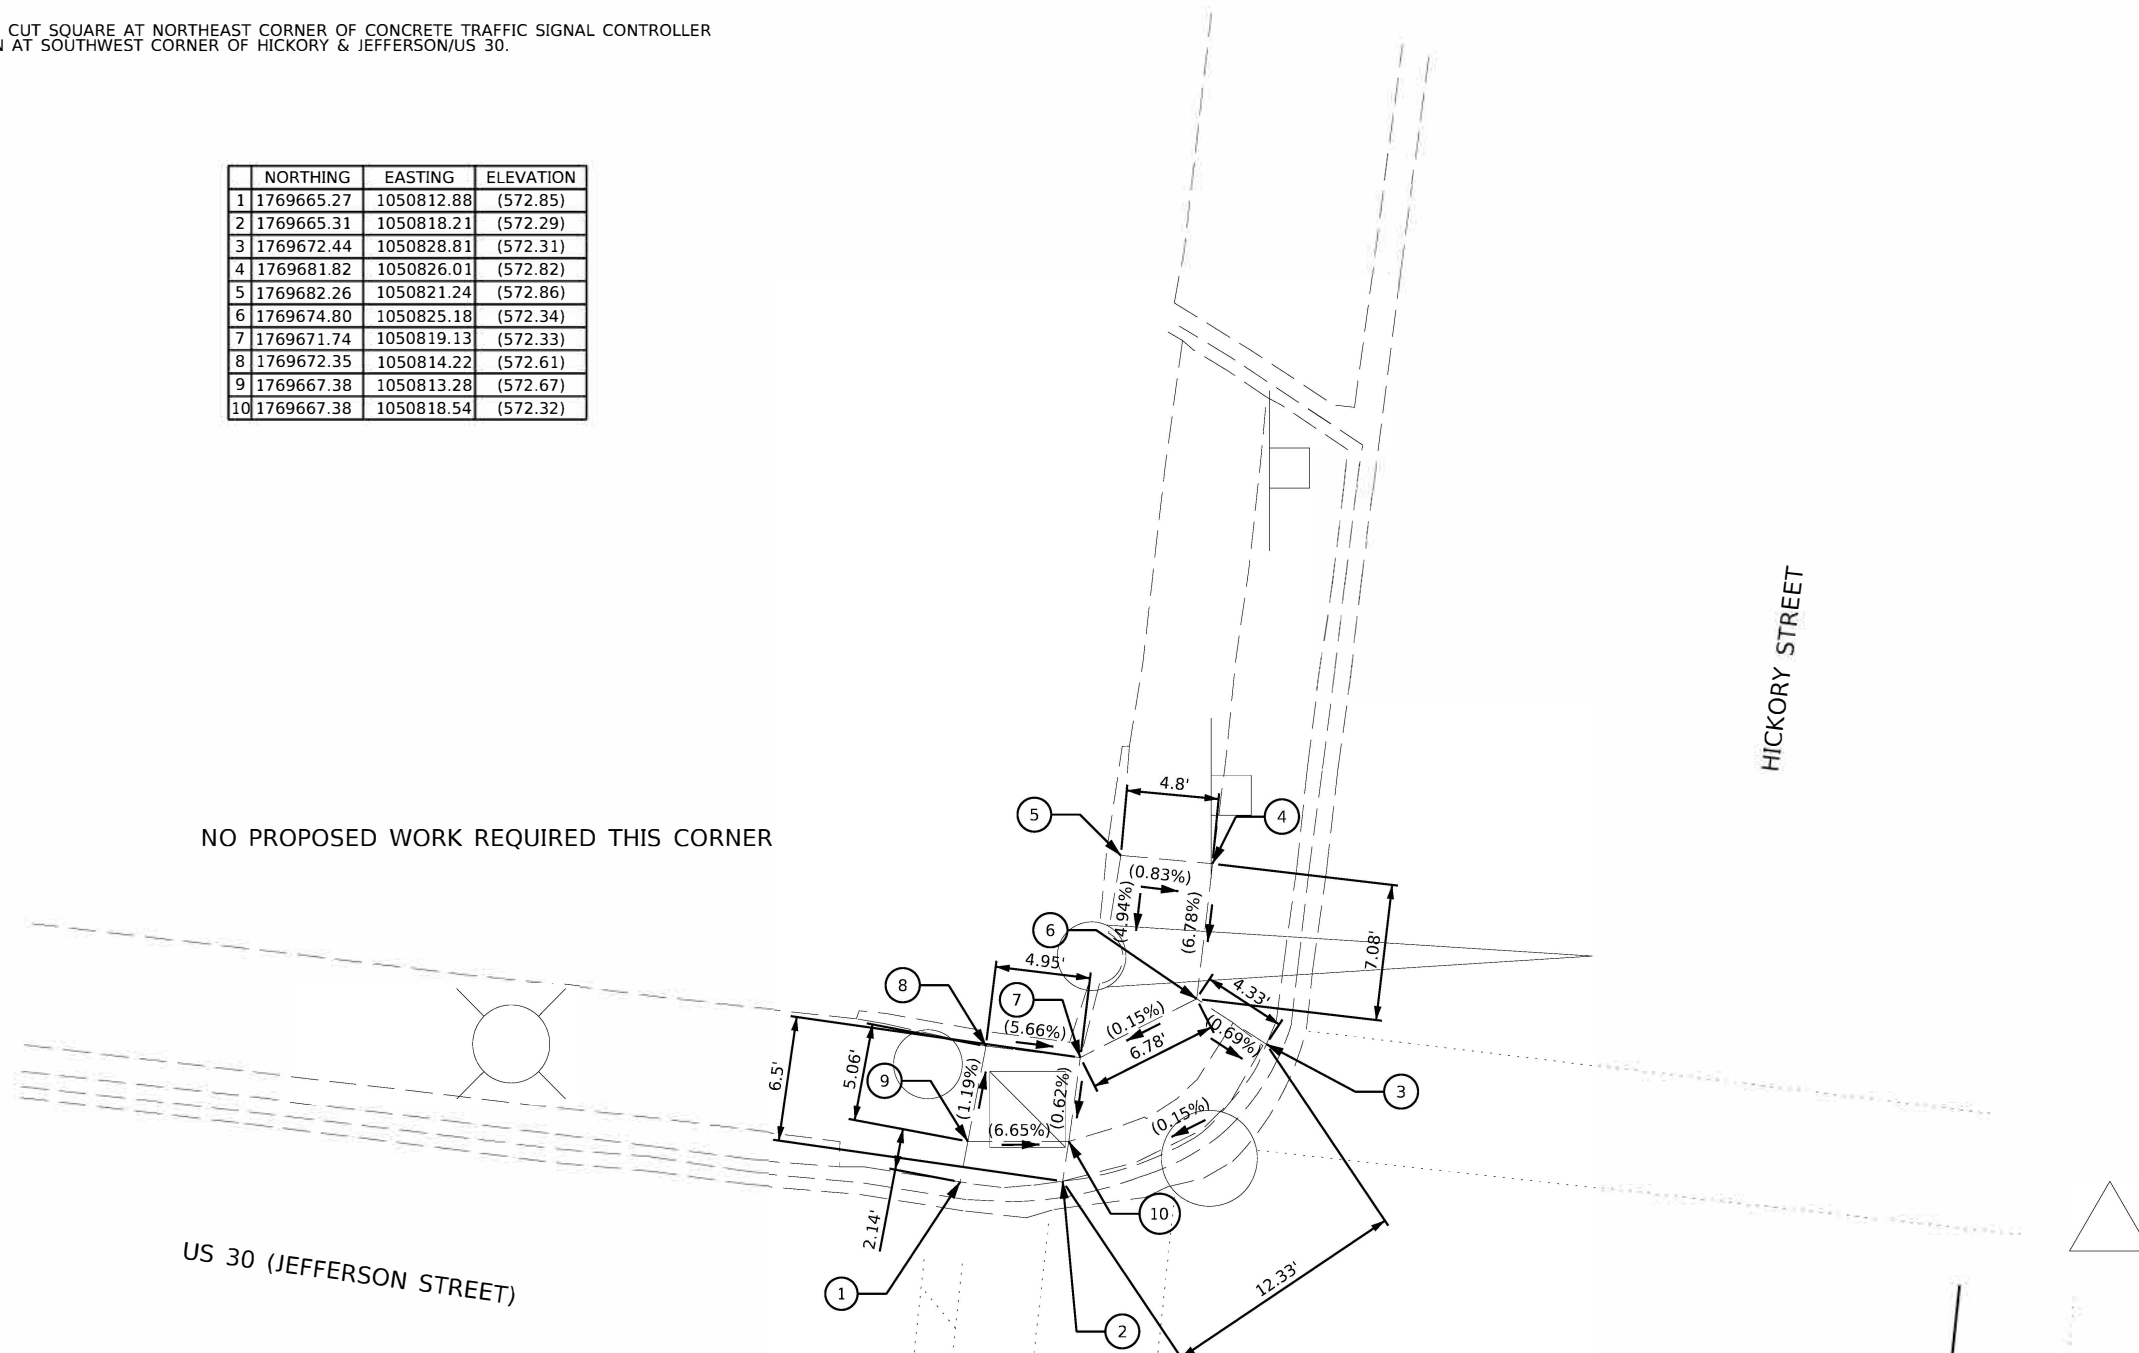 CUT SQUARE AT NORTHEAST CORNER OF CONCRETE TRAFFIC SIGNAL CONTROLLER
AT SOUTHWEST CORNER OF HICKORY & JEFFERSON/US 30.
NORTHING EASTING ELEVATION
1 1769665.27 1050812.88 (572.85)
2 1769665.31 1050818.21 (572.29)
3 1769672.44 1050828.81 (572.31)
4 1769681.82 1050826.01 (572.82)
5 1769682.26 1050821.24 (572.86)
6 1769674.80 1050825.18 (572.34)
7 1769671.74 1050819.13 (572.33)
8 1769672.35 1050814.22 (572.61)
9 1769667.38 1050813.28 (572.67)
10 1769667.38 1050818.54 (572.32)
HICKORY STREET
NO PROPOSED WORK REQUIRED THIS CORNER
4.8'
5
4
(0.83%)
(4.94%)
(6.78%)
7.08'
6
4.95'
8
7
4.33'
(5.66%)
(0.15%)
6.78'
(0.69%)
6.5'
5.06'
9
(1.19%)
(0.62%)
3
(6.65%)
(0.15%)
2.14'
10
US 30 (JEFFERSON STREET)
1
12.33'
2